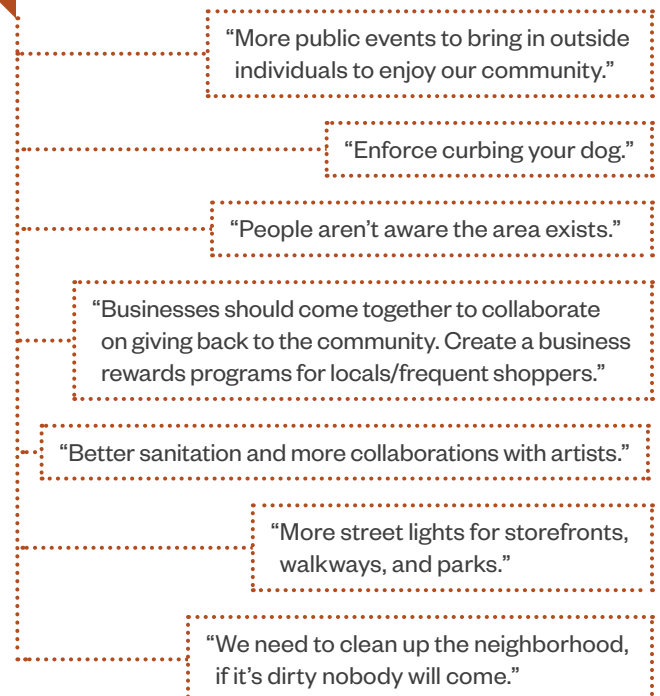 “More public events to bring in outside
individuals to enjoy our community.”
“Enforce curbing your dog.”
“People aren’t aware the area exists.”
“Businesses should come together to collaborate
on giving back to the community. Create a business
rewards programs for locals/frequent shoppers.”
“Better sanitation and more collaborations with artists.”
“More street lights for storefronts,
walkways, and parks.”
“We need to clean up the neighborhood,
if it’s dirty nobody will come.”